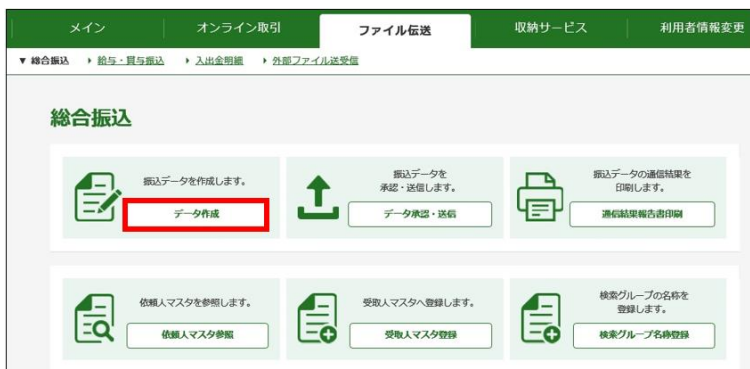 メイン オンライン取引 ファイル伝送 収納サービス 利用者情報変更
▼ 総合振込 ▶ 給与・賞与振込 ▶ 入出金明細 ▶ 外部ファイル送受信
総合振込
振込データを作成します。
データ作成
振込データを
承認・送信します。
データ承認・送信
振込データの通信結果を
印刷します。
通信結果報告書印刷
依頼人マスタを参照します。
依頼人マスタ参照
受取人マスタへ登録します。
受取人マスタ登録
検索グループの名称を
登録します。
検索グループ名称登録